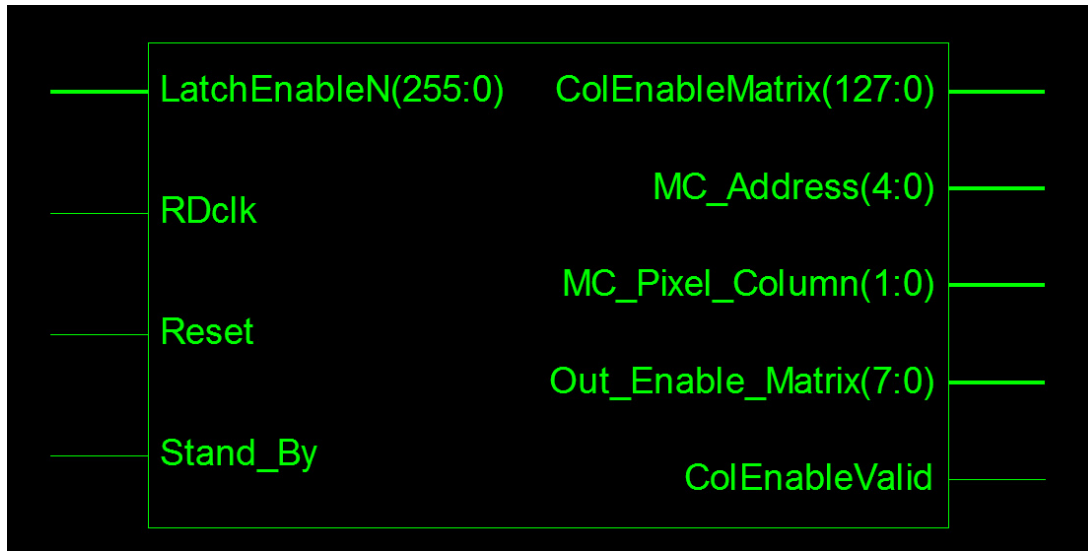 LatchEnableN(255:0)
ColEnableMatrix(127:0)
MC_Address(4:0)
RDclk
MC_Pixel_Column(1:0)
Reset
Out_Enable_Matrix(7:0)
Stand_By
ColEnableValid